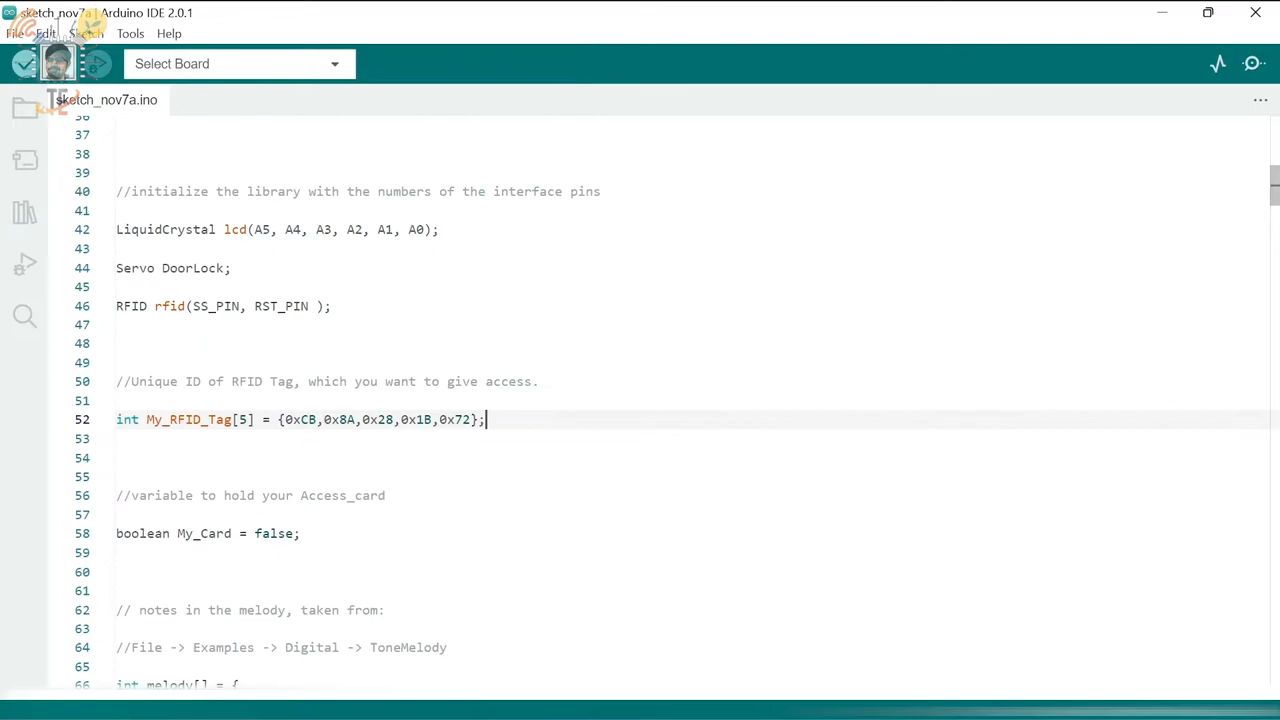 sketch_nov7a | Arduino IDE 2.0.1
File Edit Sketch Tools Help
Select Board
sketch_nov7a.ino
36
37
38
39
40 //initialize the library with the numbers of the interface pins
41
42 LiquidCrystal lcd(A5, A4, A3, A2, A1, A0);
43
44 Servo DoorLock;
45
46 RFID rfid(SS_PIN, RST_PIN );
47
48
49
50 //Unique ID of RFID Tag, which you want to give access.
51
52 int My_RFID_Tag[5] = {0xCB,0x8A,0x28,0x1B,0x72};
53
54
55
56 //variable to hold your Access_card
57
58 boolean My_Card = false;
59
60
61
62 // notes in the melody, taken from:
63
64 //File -> Examples -> Digital -> ToneMelody
65
66 int melody[] = {